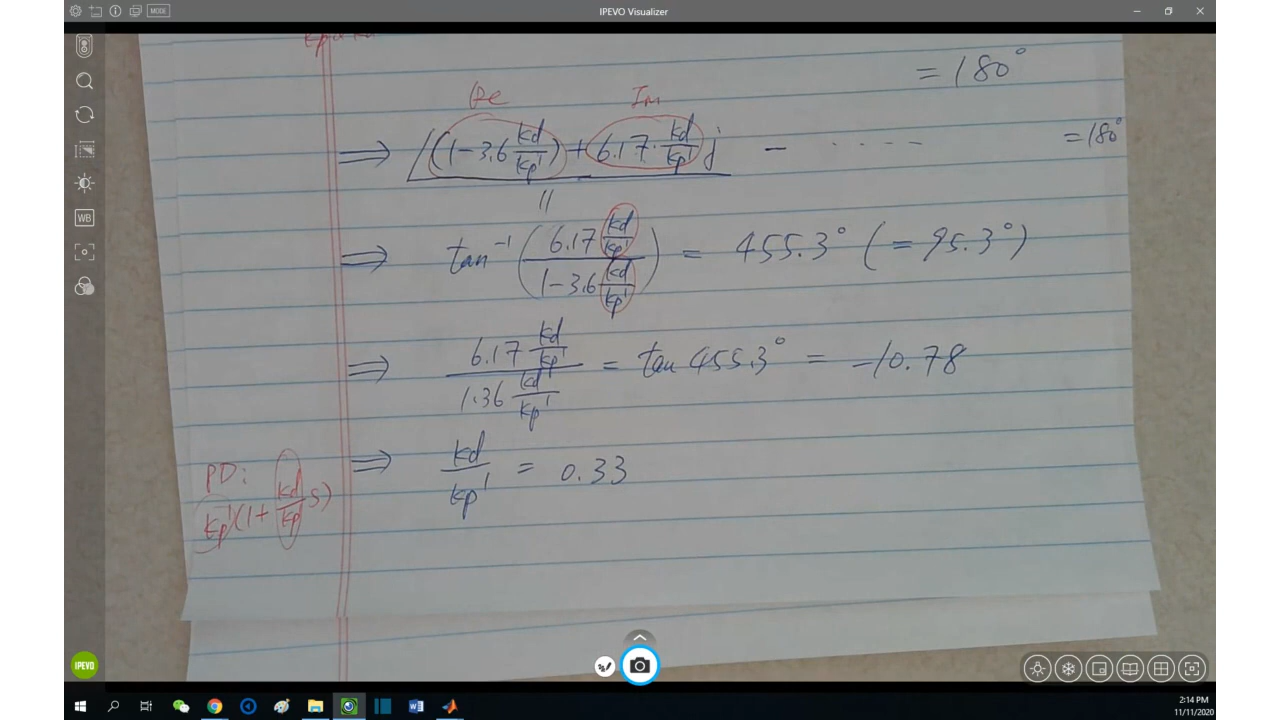 IPEVO Visualizer
MODE
= 180°
Re Im
⟹ ∠(1-3.6 kd/kp') + 6.17·kd/kp' j - ····· = 180°
||
WB
⟹ tan⁻¹( 6.17 kd/kp' / 1-3.6 kd/kp' ) = 455.3° ( = 95.3° )
⟹ 6.17 kd/kp' / 1.36 kd/kp' = tan 455.3° = -10.78
⟹ kd/kp' = 0.33
PD:
kp'(1+ kd/kp' s)
IPEVO
2:14 PM
11/11/2020